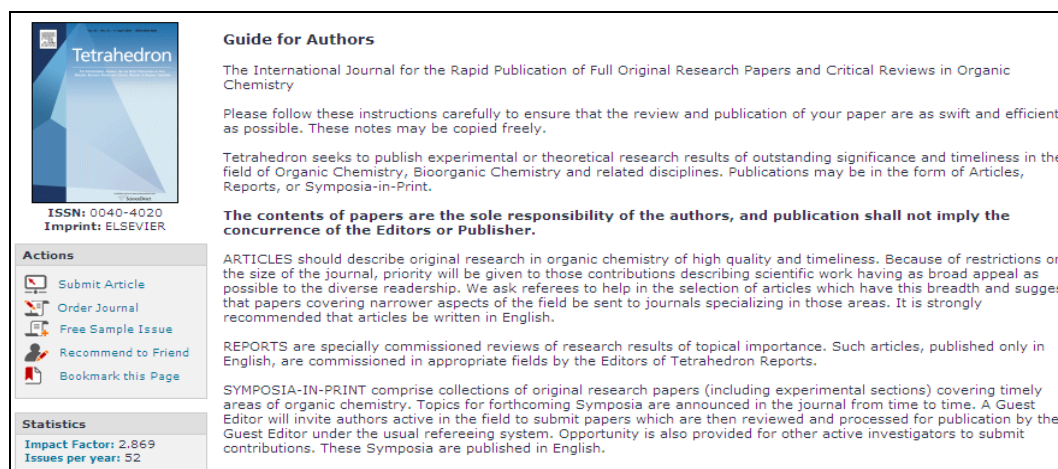 Tetrahedron
ISSN: 0040-4020
Imprint: ELSEVIER
Actions
Submit Article
Order Journal
Free Sample Issue
Recommend to Friend
Bookmark this Page
Statistics
Impact Factor: 2.869
Issues per year: 52
Guide for Authors
The International Journal for the Rapid Publication of Full Original Research Papers and Critical Reviews in Organic
Chemistry
Please follow these instructions carefully to ensure that the review and publication of your paper are as swift and efficient
as possible. These notes may be copied freely.
Tetrahedron seeks to publish experimental or theoretical research results of outstanding significance and timeliness in the
field of Organic Chemistry, Bioorganic Chemistry and related disciplines. Publications may be in the form of Articles,
Reports, or Symposia-in-Print.
The contents of papers are the sole responsibility of the authors, and publication shall not imply the
concurrence of the Editors or Publisher.
ARTICLES should describe original research in organic chemistry of high quality and timeliness. Because of restrictions or
the size of the journal, priority will be given to those contributions describing scientific work having as broad appeal as
possible to the diverse readership. We ask referees to help in the selection of articles which have this breadth and sugges
that papers covering narrower aspects of the field be sent to journals specializing in those areas. It is strongly
recommended that articles be written in English.
REPORTS are specially commissioned reviews of research results of topical importance. Such articles, published only in
English, are commissioned in appropriate fields by the Editors of Tetrahedron Reports.
SYMPOSIA-IN-PRINT comprise collections of original research papers (including experimental sections) covering timely
areas of organic chemistry. Topics for forthcoming Symposia are announced in the journal from time to time. A Guest
Editor will invite authors active in the field to submit papers which are then reviewed and processed for publication by the
Guest Editor under the usual refereeing system. Opportunity is also provided for other active investigators to submit
contributions. These Symposia are published in English.